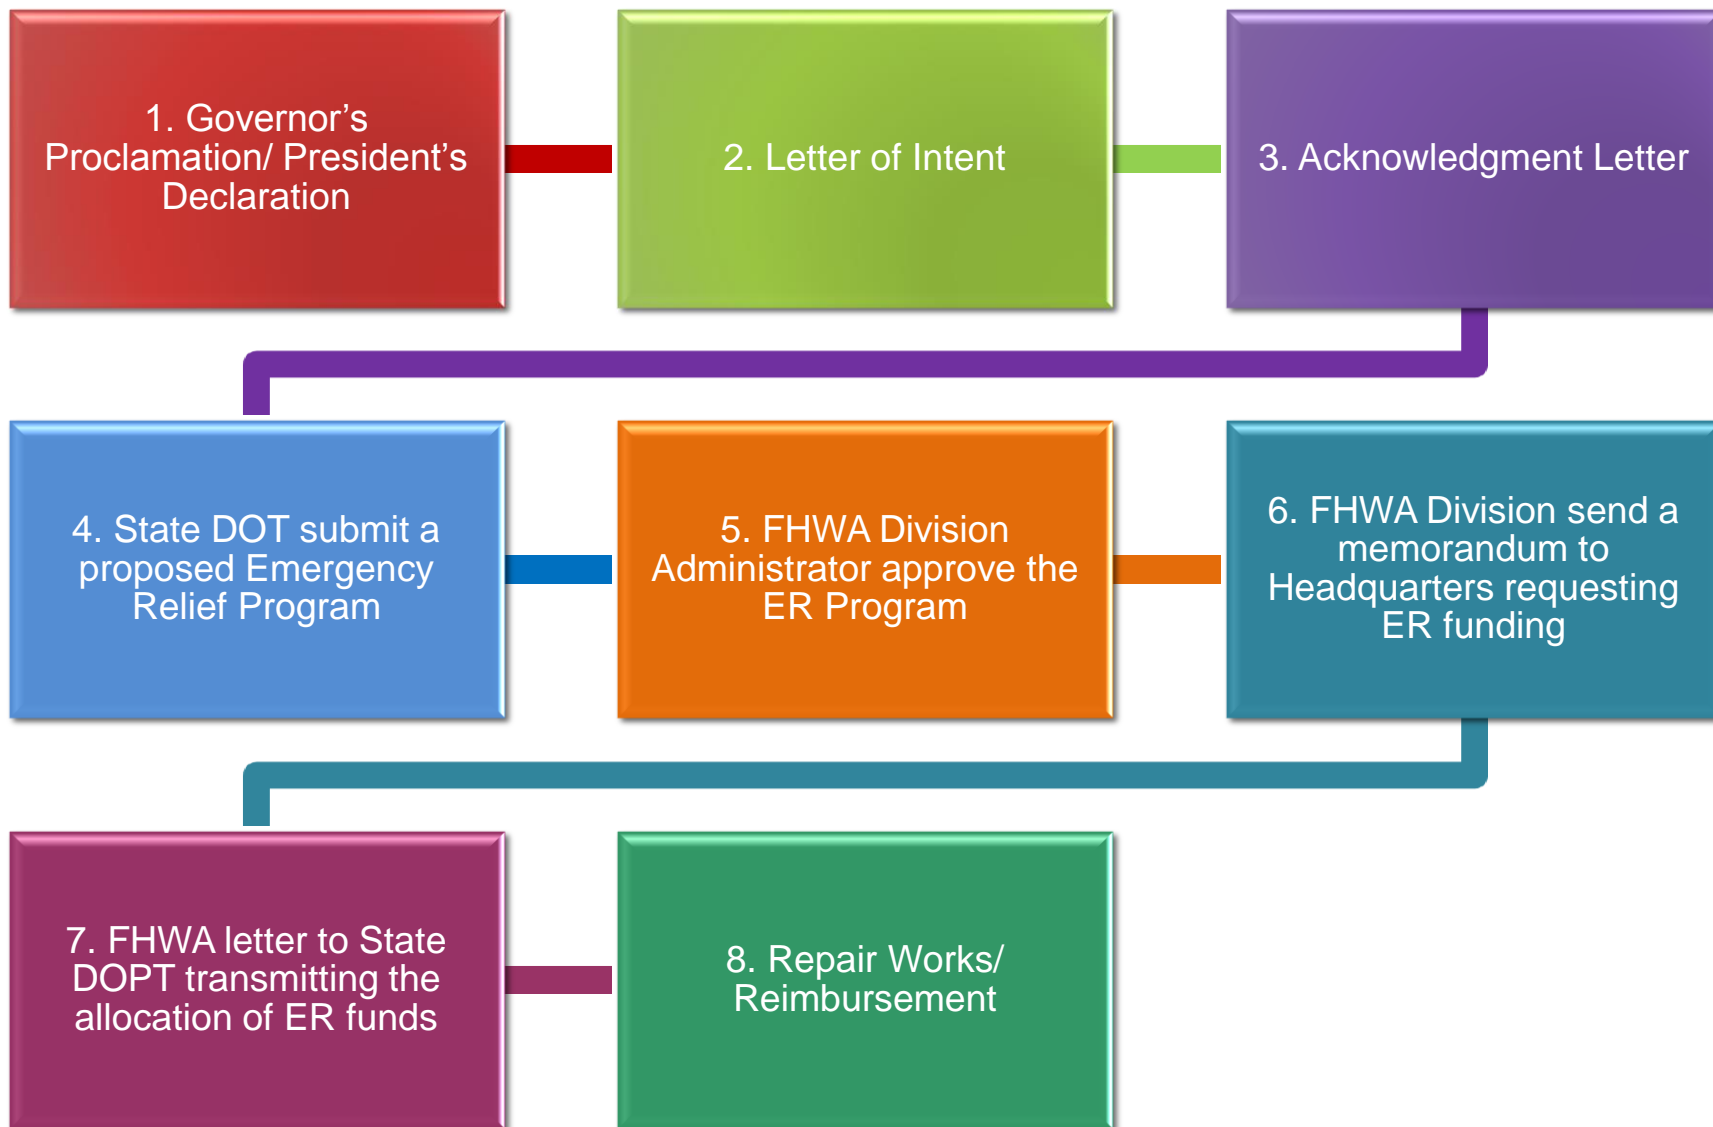 1. Governor’s
Proclamation/ President’s
Declaration
2. Letter of Intent
3. Acknowledgment Letter
4. State DOT submit a
proposed Emergency
Relief Program
5. FHWA Division
Administrator approve the
ER Program
6. FHWA Division send a
memorandum to
Headquarters requesting
ER funding
7. FHWA letter to State
DOPT transmitting the
allocation of ER funds
8. Repair Works/
Reimbursement